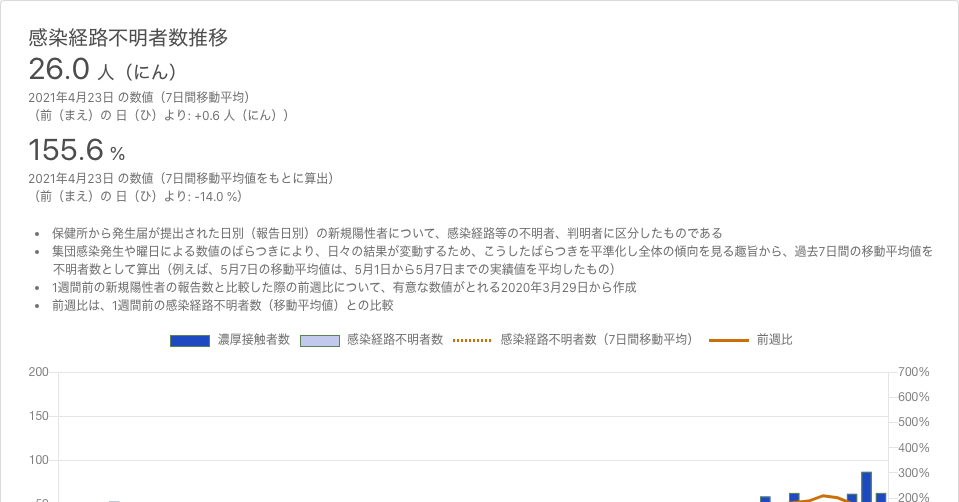 感染経路不明者数推移
26.0 人（にん）
2021年4月23日 の数値（7日間移動平均）
（前（まえ）の 日（ひ）より: +0.6 人（にん））
155.6 %
2021年4月23日 の数値（7日間移動平均値をもとに算出）
（前（まえ）の 日（ひ）より: -14.0 %）
• 保健所から発生届が提出された日別（報告日別）の新規陽性者について、感染経路等の不明者、判明者に区分したものである
• 集団感染発生や曜日による数値のばらつきにより、日々の結果が変動するため、こうしたばらつきを平準化し全体の傾向を見る趣旨から、過去7日間の移動平均値を
不明者数として算出（例えば、5月7日の移動平均値は、5月1日から5月7日までの実績値を平均したもの）
• 1週間前の新規陽性者の報告数と比較した際の前週比について、有意な数値がとれる2020年3月29日から作成
• 前週比は、1週間前の感染経路不明者数（移動平均値）との比較
濃厚接触者数 感染経路不明者数 感染経路不明者数（7日間移動平均） 前週比
200 700%
600%
150 500%
400%
100
300%
50 200%